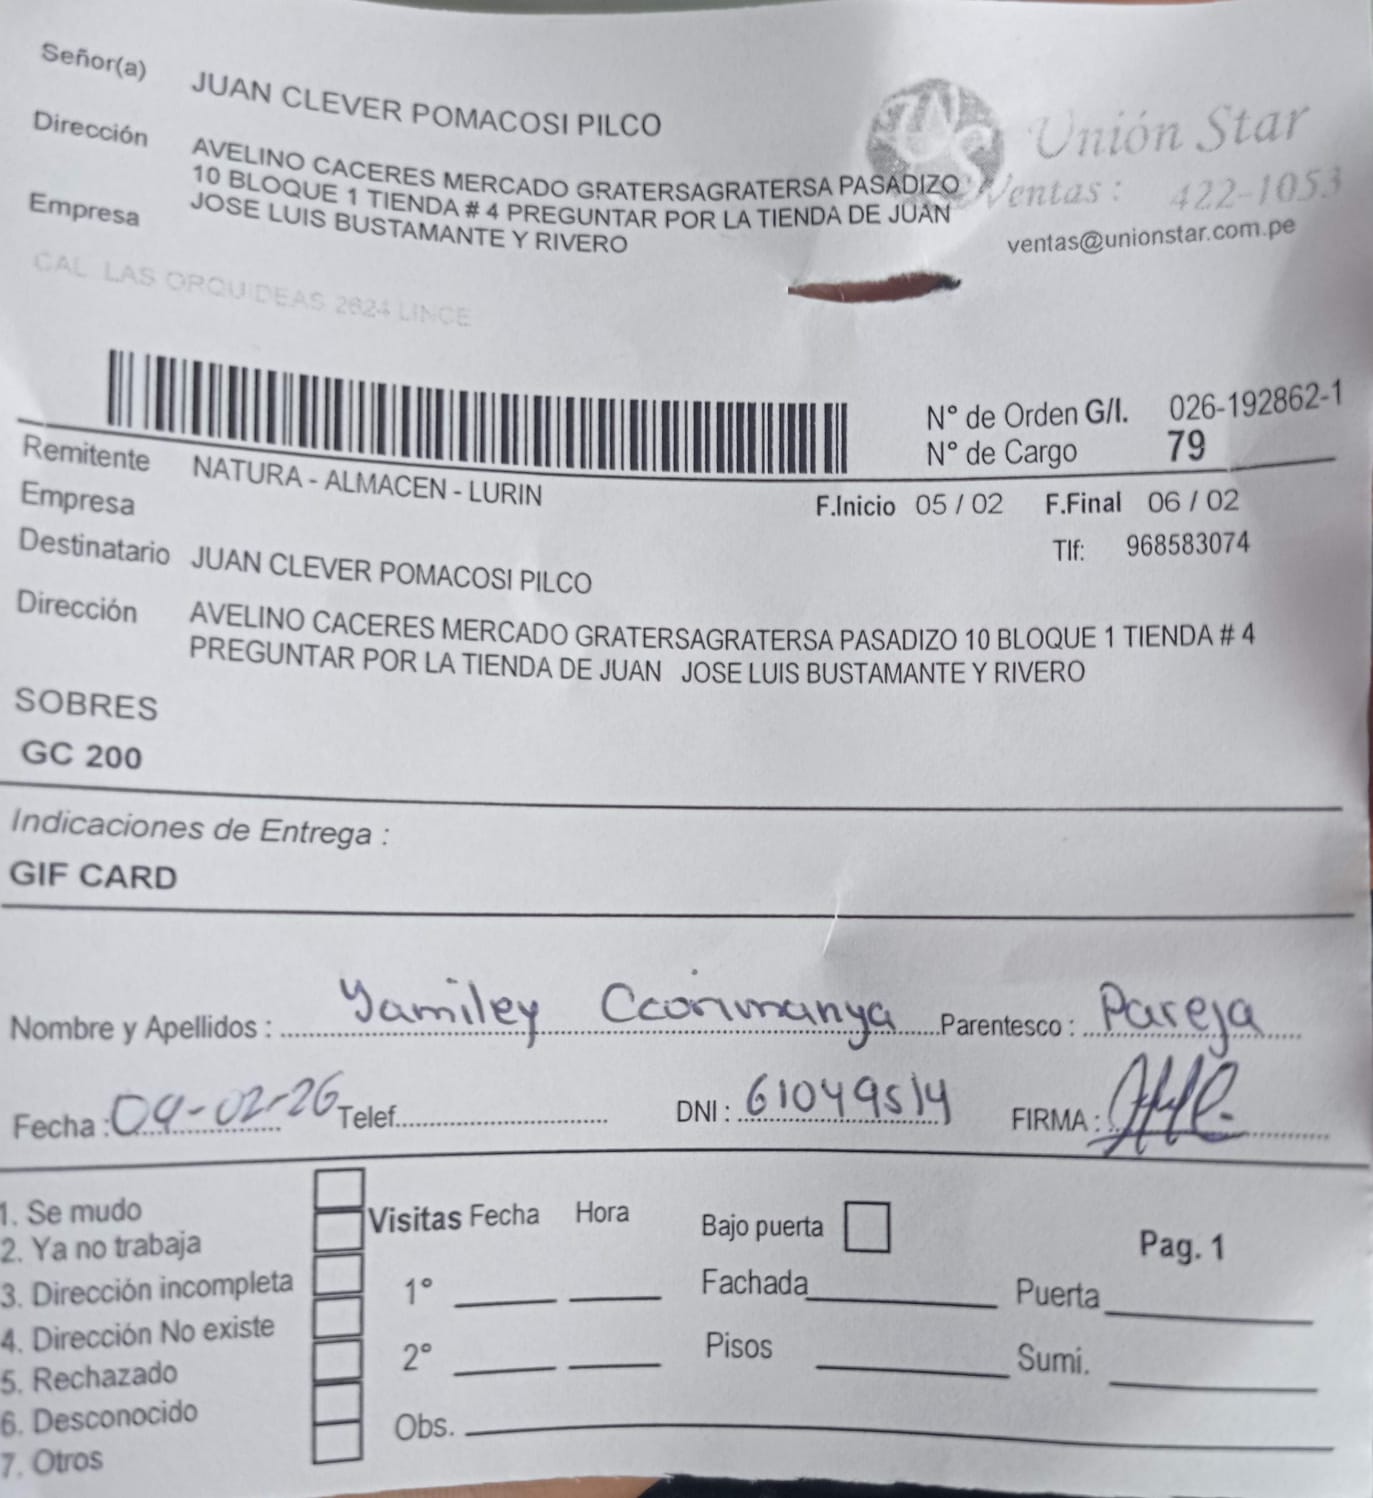 Señor(a) JUAN CLEVER POMACOSI PILCO
Unión Star
Dirección AVELINO CACERES MERCADO GRATERSAGRATERSA PASADIZO
10 BLOQUE 1 TIENDA # 4 PREGUNTAR POR LA TIENDA DE JUAN
JOSE LUIS BUSTAMANTE Y RIVERO
Ventas : 422-1053
Empresa
ventas@unionstar.com.pe
CAL LAS ORQUIDEAS 2624 LINCE
N° de Orden G/I. 026-192862-1
N° de Cargo 79
Remitente NATURA - ALMACEN - LURIN
Empresa
F.Inicio 05 / 02 F.Final 06 / 02
Tlf: 968583074
Destinatario JUAN CLEVER POMACOSI PILCO
Dirección AVELINO CACERES MERCADO GRATERSAGRATERSA PASADIZO 10 BLOQUE 1 TIENDA # 4
PREGUNTAR POR LA TIENDA DE JUAN JOSE LUIS BUSTAMANTE Y RIVERO
SOBRES
GC 200
Indicaciones de Entrega :
GIF CARD
Nombre y Apellidos : Yamiley Ccorimanya Parentesco : Pareja
Fecha : 09-02-26 Telef. DNI : 61049514 FIRMA :
1. Se mudo
2. Ya no trabaja
3. Dirección incompleta
4. Dirección No existe
5. Rechazado
6. Desconocido
7. Otros
Visitas Fecha Hora
1°
2°
Obs.
Bajo puerta
Fachada
Pisos
Pag. 1
Puerta
Sumi.